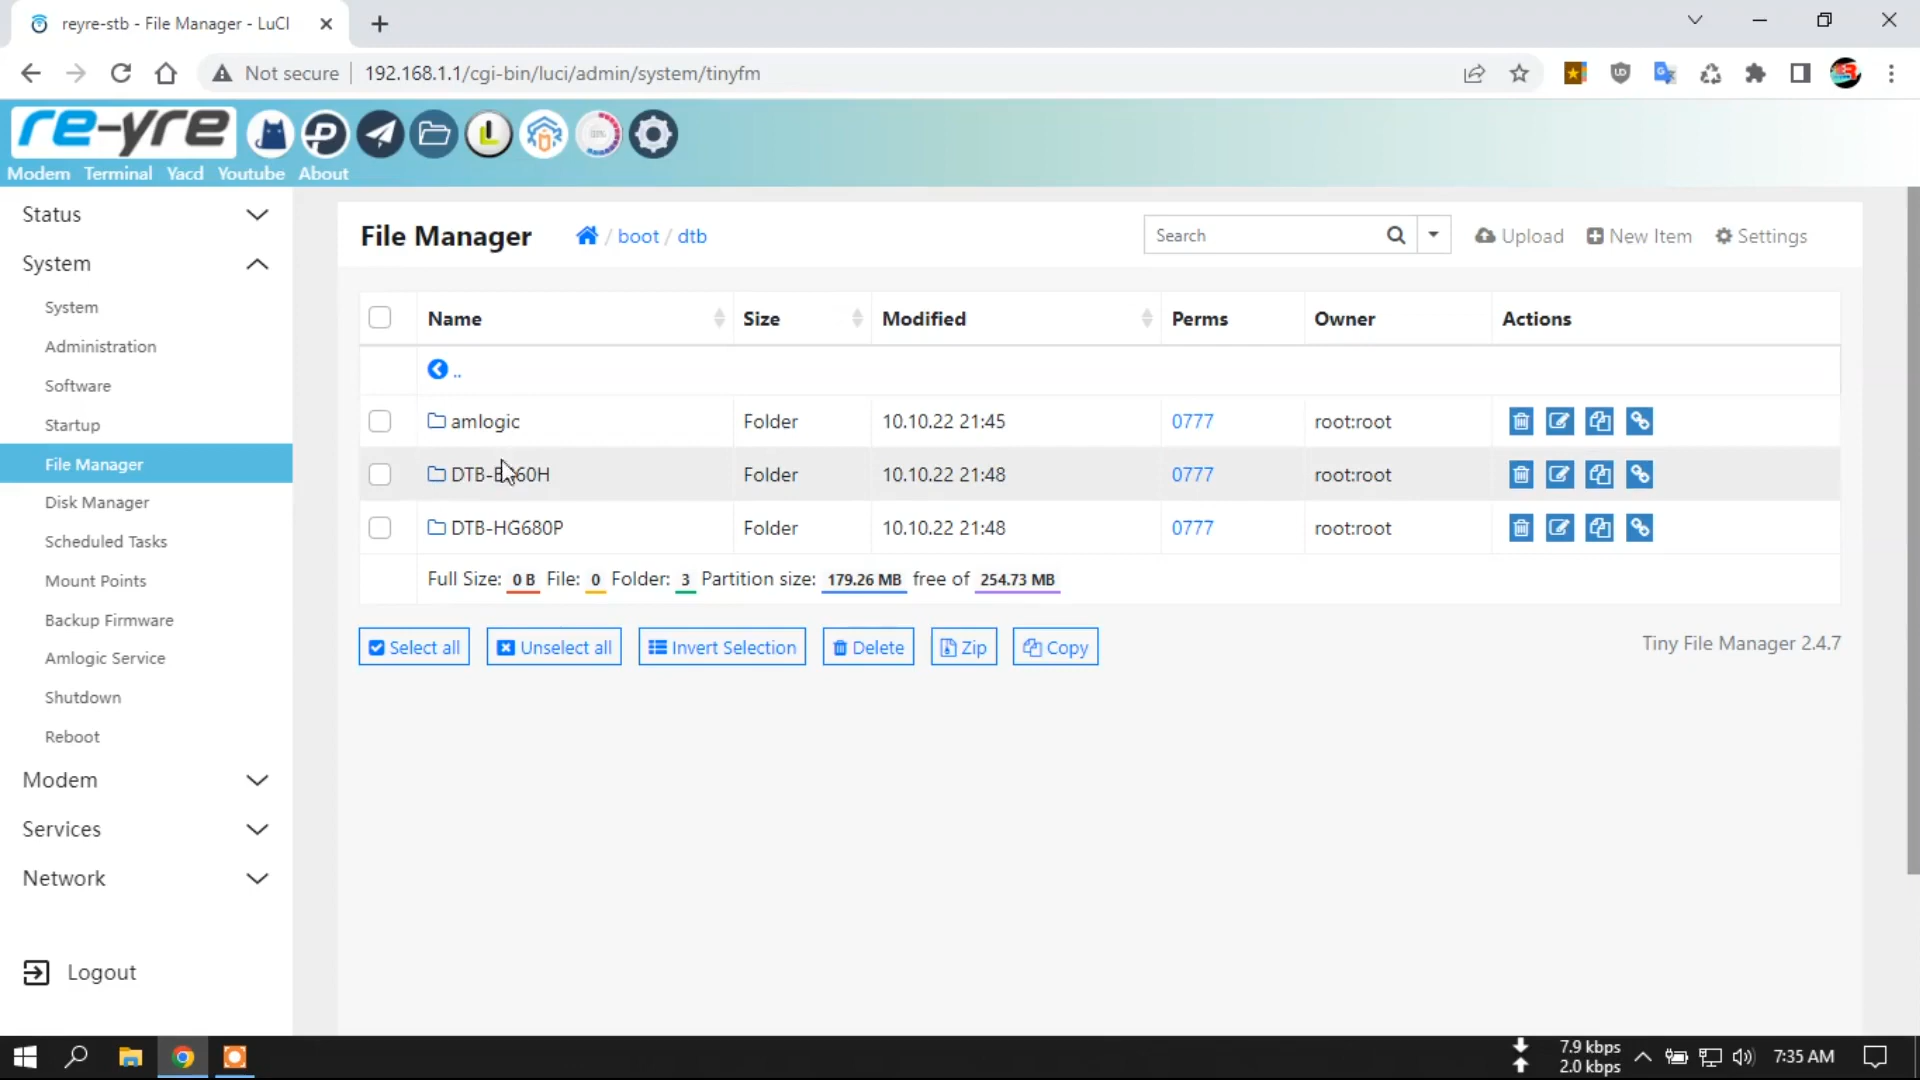 reyre-stb - File Manager - LuCI
Not secure 192.168.1.1/cgi-bin/luci/admin/system/tinyfm
re-yre
Modem Terminal Yacd Youtube About
Status
System
System
Administration
Software
Startup
File Manager
Disk Manager
Scheduled Tasks
Mount Points
Backup Firmware
Amlogic Service
Shutdown
Reboot
Modem
Services
Network
Logout
File Manager / boot / dtb
Search Upload New Item Settings
Name Size Modified Perms Owner Actions
..
amlogic Folder 10.10.22 21:45 0777 root:root
Folder 10.10.22 21:48 0777 root:root
DTB-HG680P Folder 10.10.22 21:48 0777 root:root
Full Size: 0 B File: 0 Folder: 3 Partition size: 179.26 MB free of 254.73 MB
Select all Unselect all Invert Selection Delete Zip Copy
Tiny File Manager 2.4.7
7.9 kbps
2.0 kbps
7:35 AM